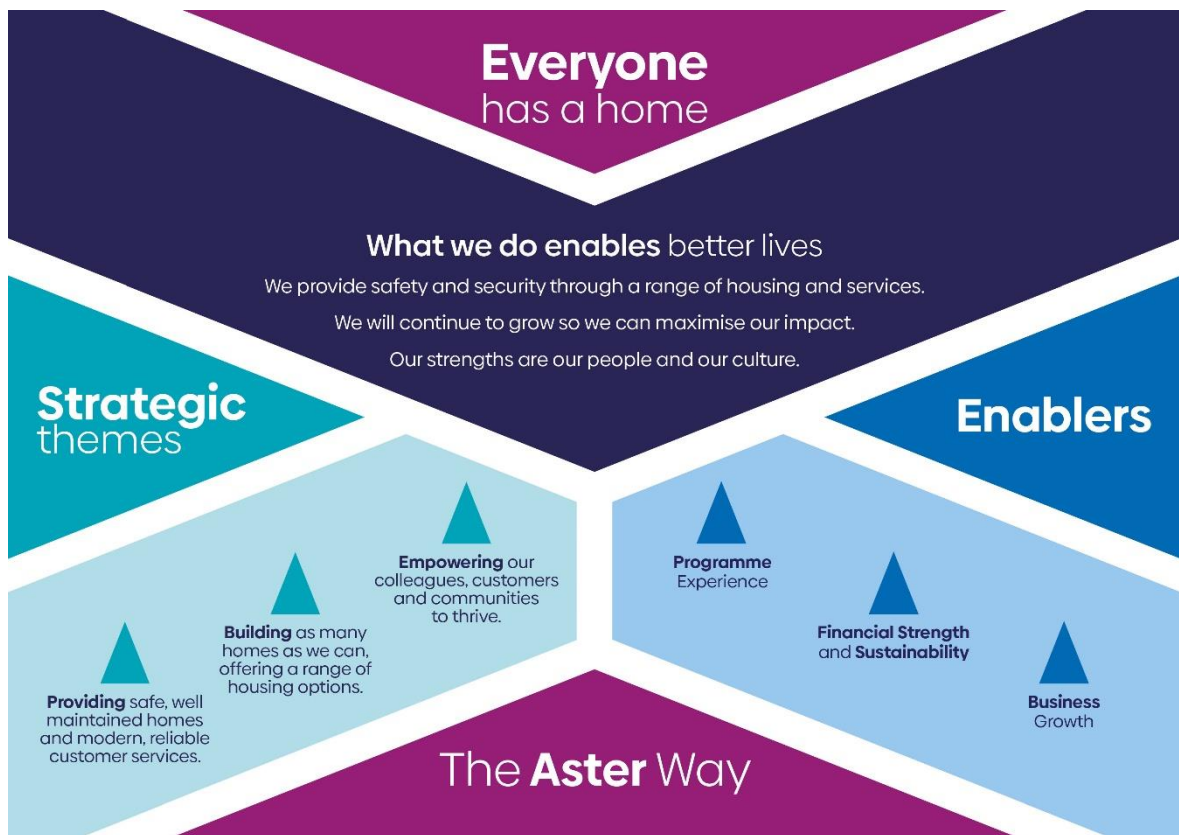 Everyone
has a home
What we do enables better lives
We provide safety and security through a range of housing and services.
We will continue to grow so we can maximise our impact.
Our strengths are our people and our culture.
Strategic
themes
Enablers
Empowering our
colleagues, customers
and communities
to thrive.
Building as many
homes as we can,
offering a range of
housing options.
Providing safe, well
maintained homes
and modern, reliable
customer services.
Programme
Experience
Financial Strength
and Sustainability
Business
Growth
The Aster Way